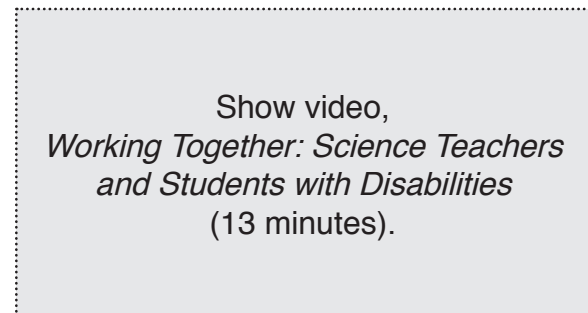 Show video,
Working Together: Science Teachers
and Students with Disabilities
(13 minutes).